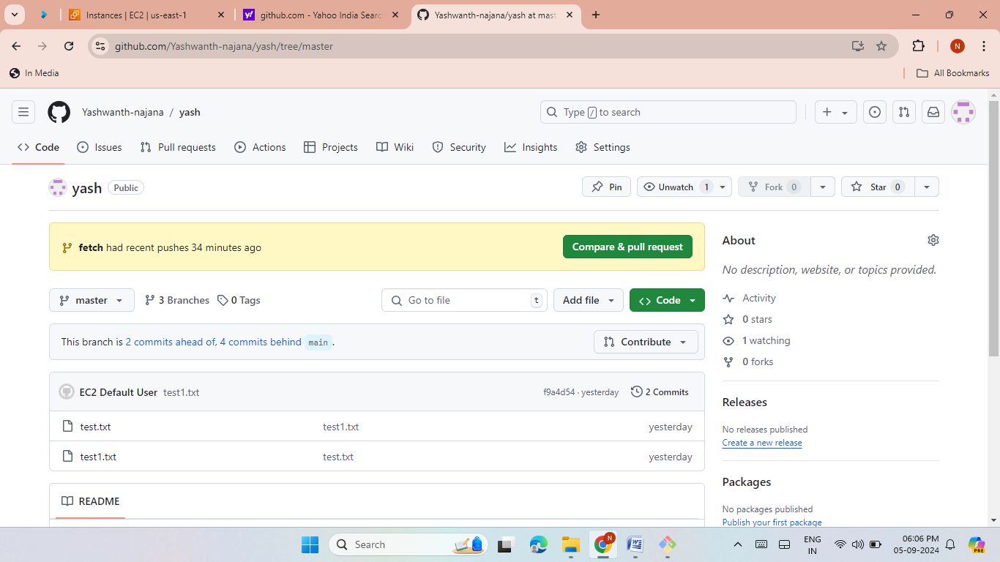 Instances | EC2 | us-east-1
github.com - Yahoo India Searc
Yashwanth-najana/yash at mast
github.com/Yashwanth-najana/yash/tree/master
N
In Media
All Bookmarks
Yashwanth-najana / yash
Type / to search
Code
Issues
Pull requests
Actions
Projects
Wiki
Security
Insights
Settings
yash Public
Pin
Unwatch 1
Fork 0
Star 0
fetch had recent pushes 34 minutes ago
Compare & pull request
master
3 Branches
0 Tags
Go to file t
Add file
Code
This branch is 2 commits ahead of, 4 commits behind main .
Contribute
EC2 Default User test1.txt
f9a4d54 · yesterday
2 Commits
test.txt test1.txt yesterday
test1.txt test.txt yesterday
README
About
No description, website, or topics provided.
Activity
0 stars
1 watching
0 forks
Releases
No releases published
Create a new release
Packages
No packages published
Publish your first package
Search
N
ENG
IN
06:06 PM
05-09-2024
PRE